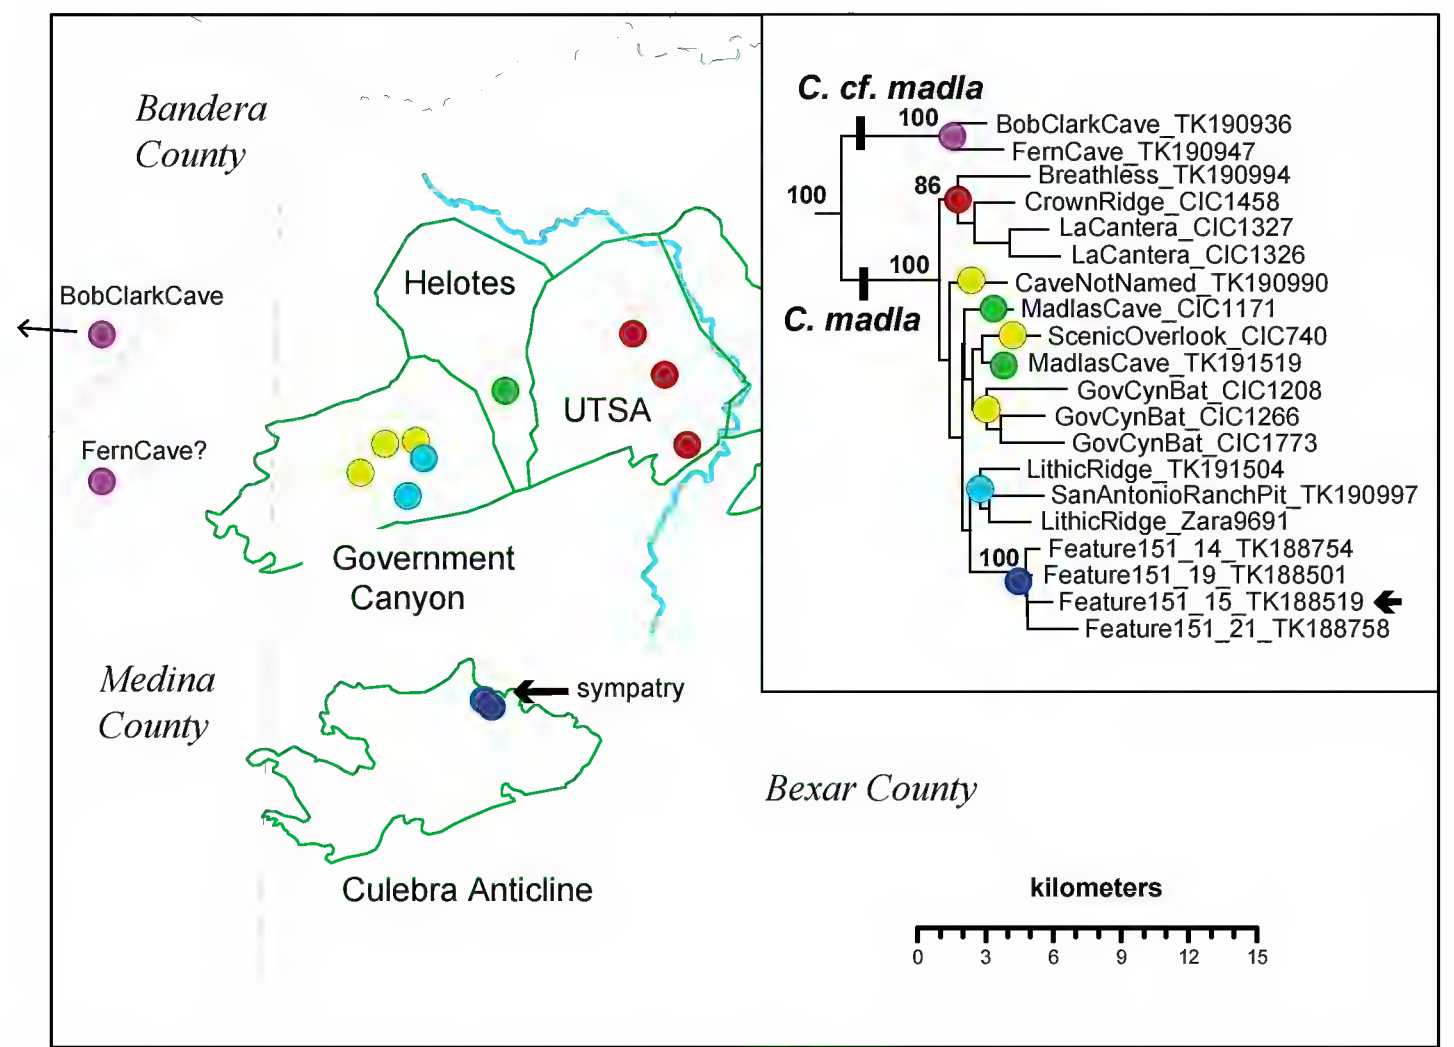 Bandera
County
BobClarkCave
FernCave?
Helotes
UTSA
Government
Canyon
Medina
County
sympatry
Culebra Anticline
Bexar County
kilometers
0 3 6 9 12 15
C. cf. madla
100
BobClarkCave_TK190936
FernCave_TK190947
86
Breathless_TK190994
100
CrownRidge_CIC1458
LaCantera_CIC1327
LaCantera_CIC1326
100
CaveNotNamed_TK190990
C. madla
MadlasCave_CIC1171
ScenicOverlook_CIC740
MadlasCave_TK191519
GovCynBat_CIC1208
GovCynBat_CIC1266
GovCynBat_CIC1773
LithicRidge_TK191504
SanAntonioRanchPit_TK190997
LithicRidge_Zara9691
Feature151_14_TK188754
100
Feature151_19_TK188501
Feature151_15_TK188519
Feature151_21_TK188758